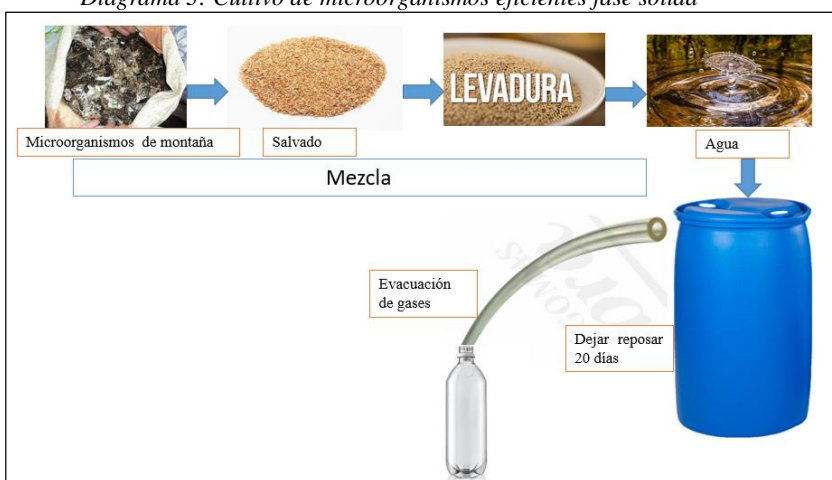 Diagrama 5: Cultivo de microorganismos eficientes fase sólida
LEVADURA
Microorganismos de montaña
Salvado
Agua
Mezcla
Evacuación
de gases
Dejar reposar
20 días